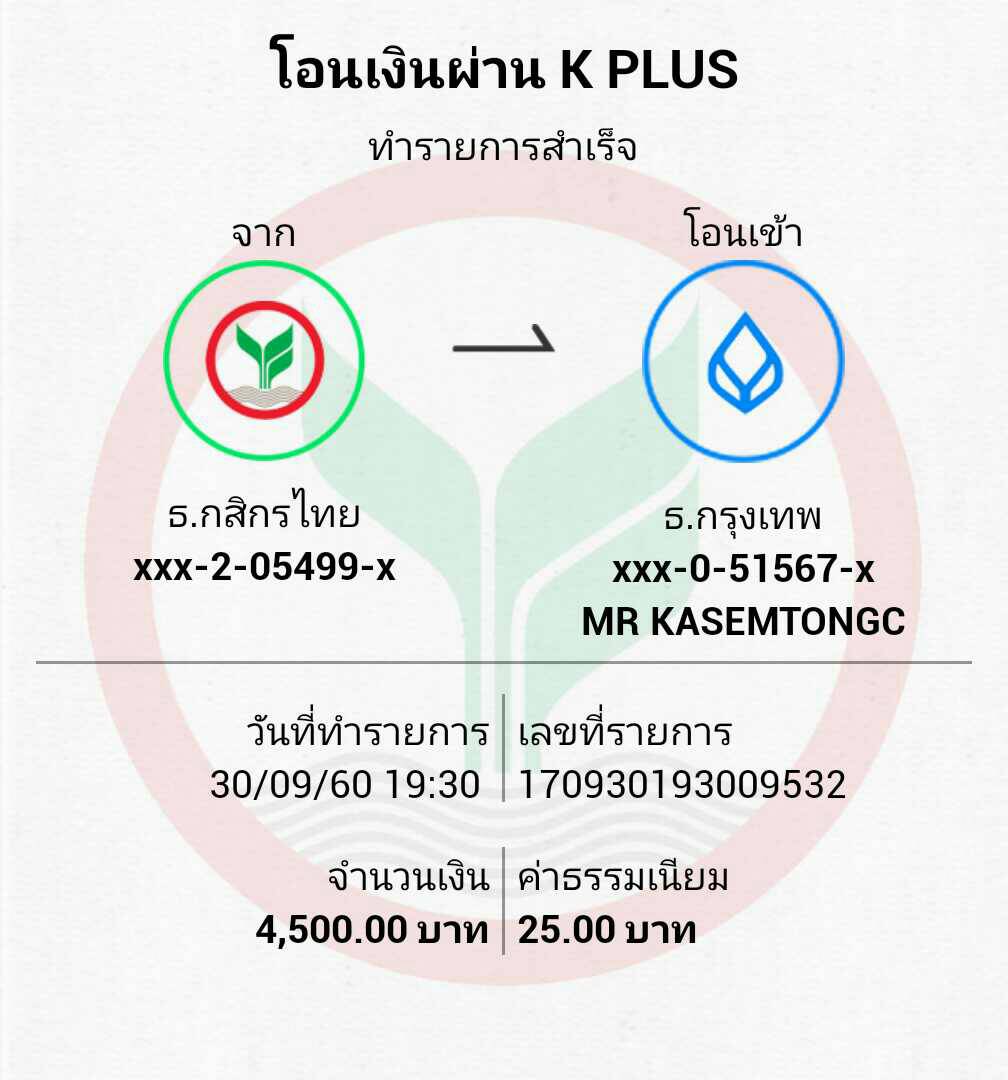 โอนเงินผ่าน K PLUS
ทำรายการสำเร็จ
จาก
โอนเข้า
ธ.กสิกรไทย
xxx-2-05499-x
ธ.กรุงเทพ
xxx-0-51567-x
MR KASEMTONGC
วันที่ทำรายการ
30/09/60 19:30
เลขที่รายการ
170930193009532
จำนวนเงิน
4,500.00 บาท
ค่าธรรมเนียม
25.00 บาท